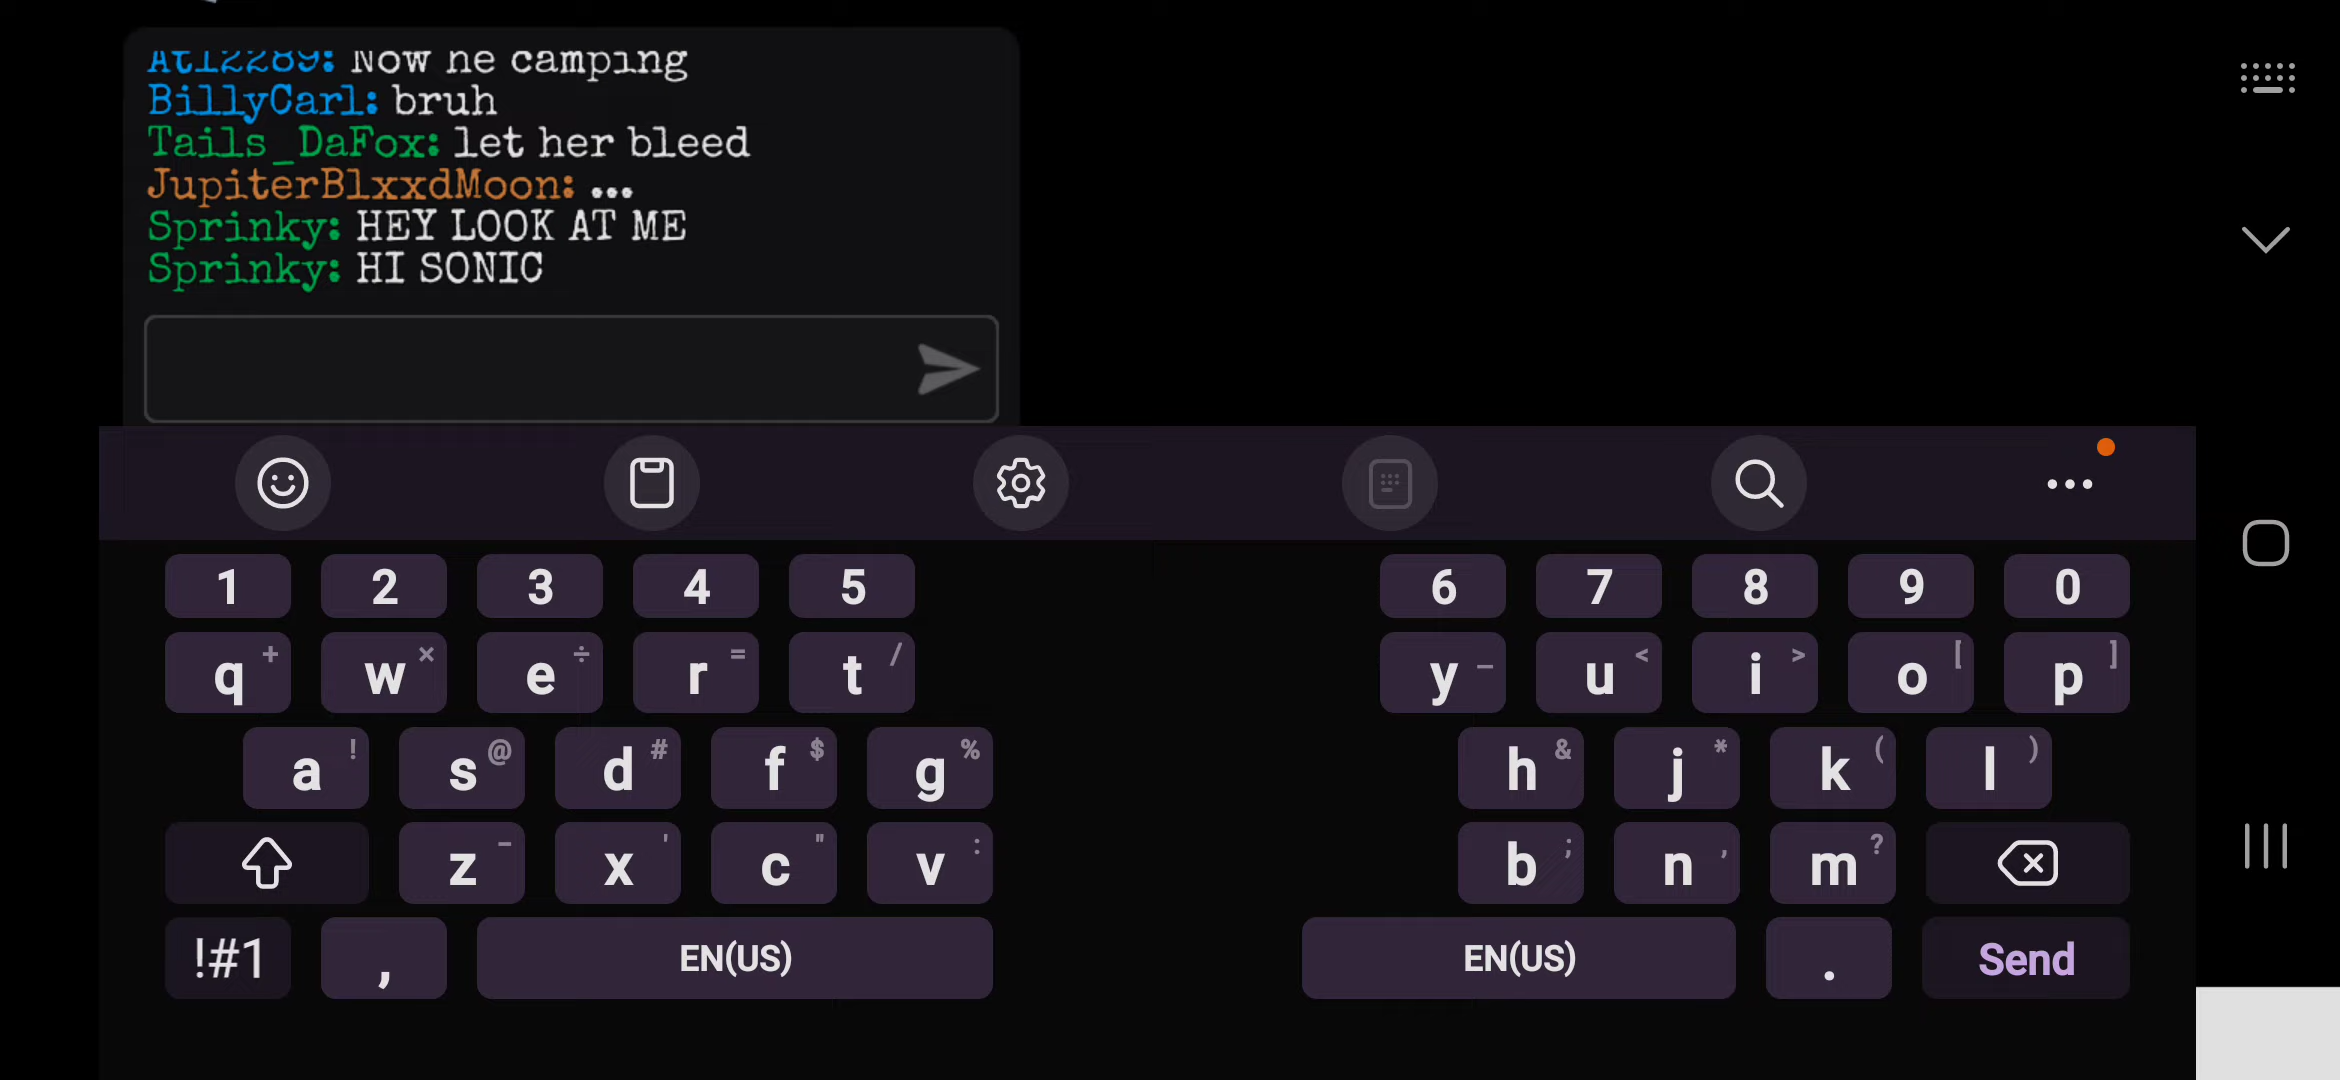 At12289: Now he camping
BillyCarl: bruh
Tails_DaFox: let her bleed
JupiterBlxxdMoon: ...
Sprinky: HEY LOOK AT ME
Sprinky: HI SONIC
1 2 3 4 5 6 7 8 9 0
q + w × e ÷ r = t / y _ u < i > o [ p ]
a ! s @ d # f $ g % h & j * k ( l )
z - x ' c " v : b ; n , m ?
!#1 , EN(US) EN(US) . Send